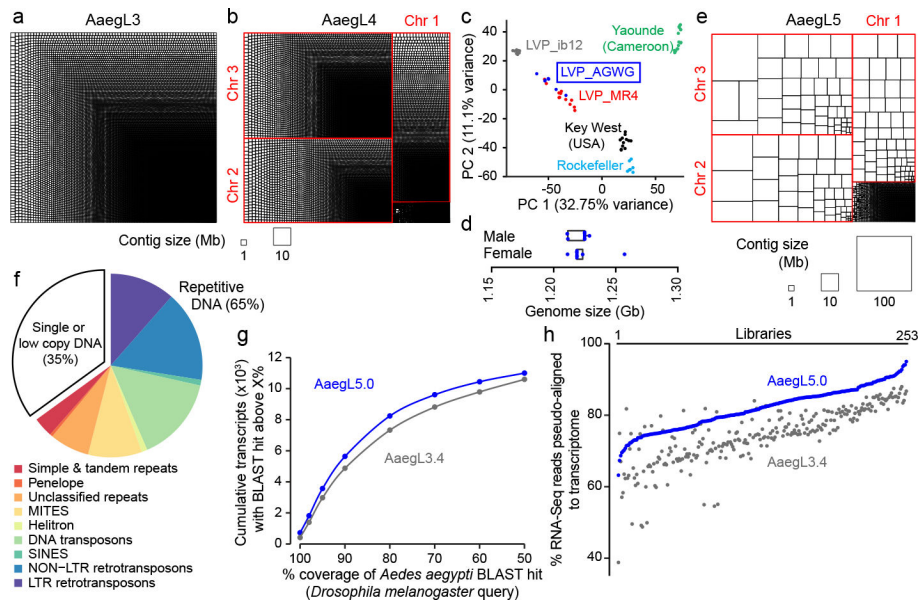 a
AaegL3
b
AaegL4
Chr 1
Chr 3
Chr 2
Contig size (Mb)
1
10
c
PC 2 (11.1% variance)
40
20
0
-20
-40
-60
LVP_ib12
Yaounde
(Cameroon)
LVP_AGWG
LVP_MR4
Key West
(USA)
Rockefeller
-50
0
50
PC 1 (32.75% variance)
d
Male
Female
1.15
1.20
1.25
1.30
Genome size (Gb)
e
AaegL5
Chr 1
Chr 3
Chr 2
Contig size
(Mb)
1
10
100
f
Single or
low copy DNA
(35%)
Repetitive
DNA (65%)
Simple & tandem repeats
Penelope
Unclassified repeats
MITES
Helitron
DNA transposons
SINES
NON-LTR retrotransposons
LTR retrotransposons
g
Cumulative transcripts (x10³)
with BLAST hit above X%
12
10
8
6
4
2
0
AaegL5.0
AaegL3.4
100
90
80
70
60
50
% coverage of Aedes aegypti BLAST hit
(Drosophila melanogaster query)
h
1
Libraries
253
% RNA-Seq reads pseudo-aligned
to transcriptome
100
80
60
40
AaegL5.0
AaegL3.4